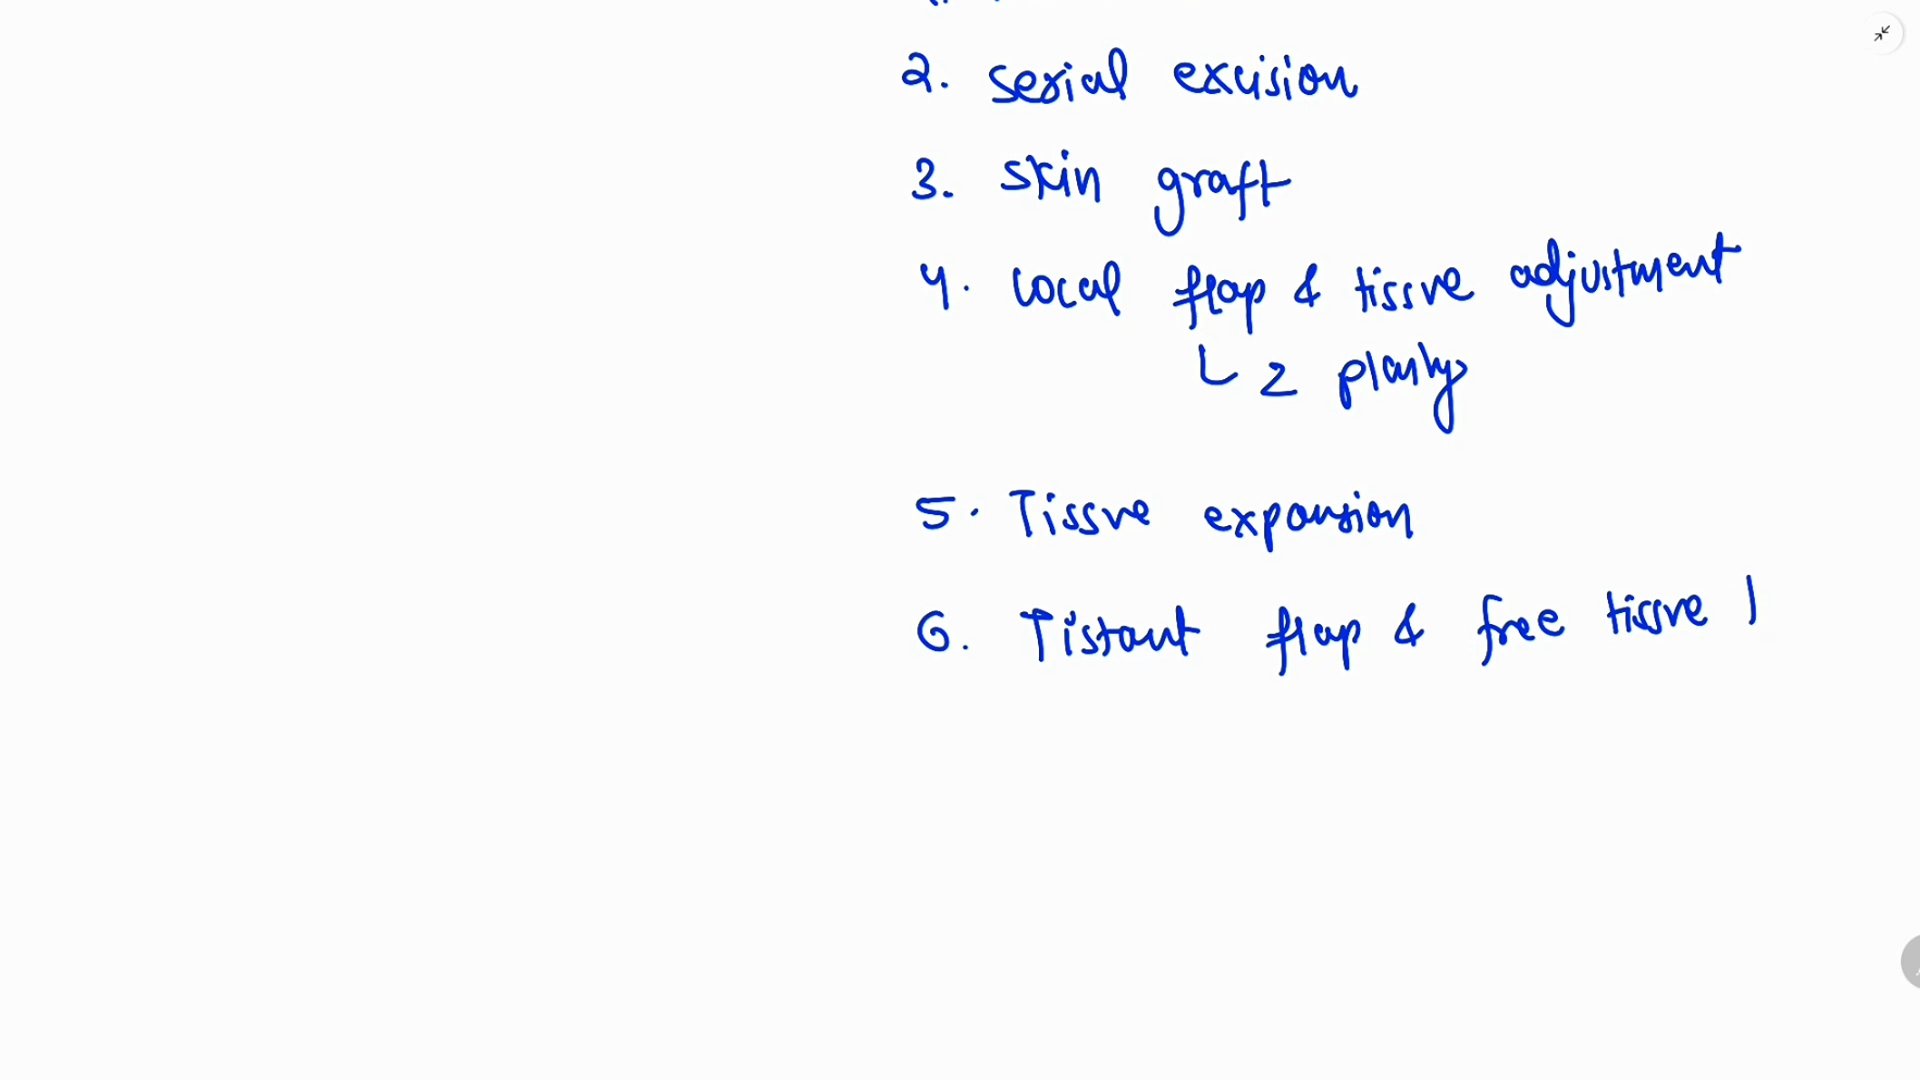 2. serial excision
3. skin graft
4. local flap & tissue adjustment
Z plasty
5. Tissue expansion
6. Distant flap & free tissue